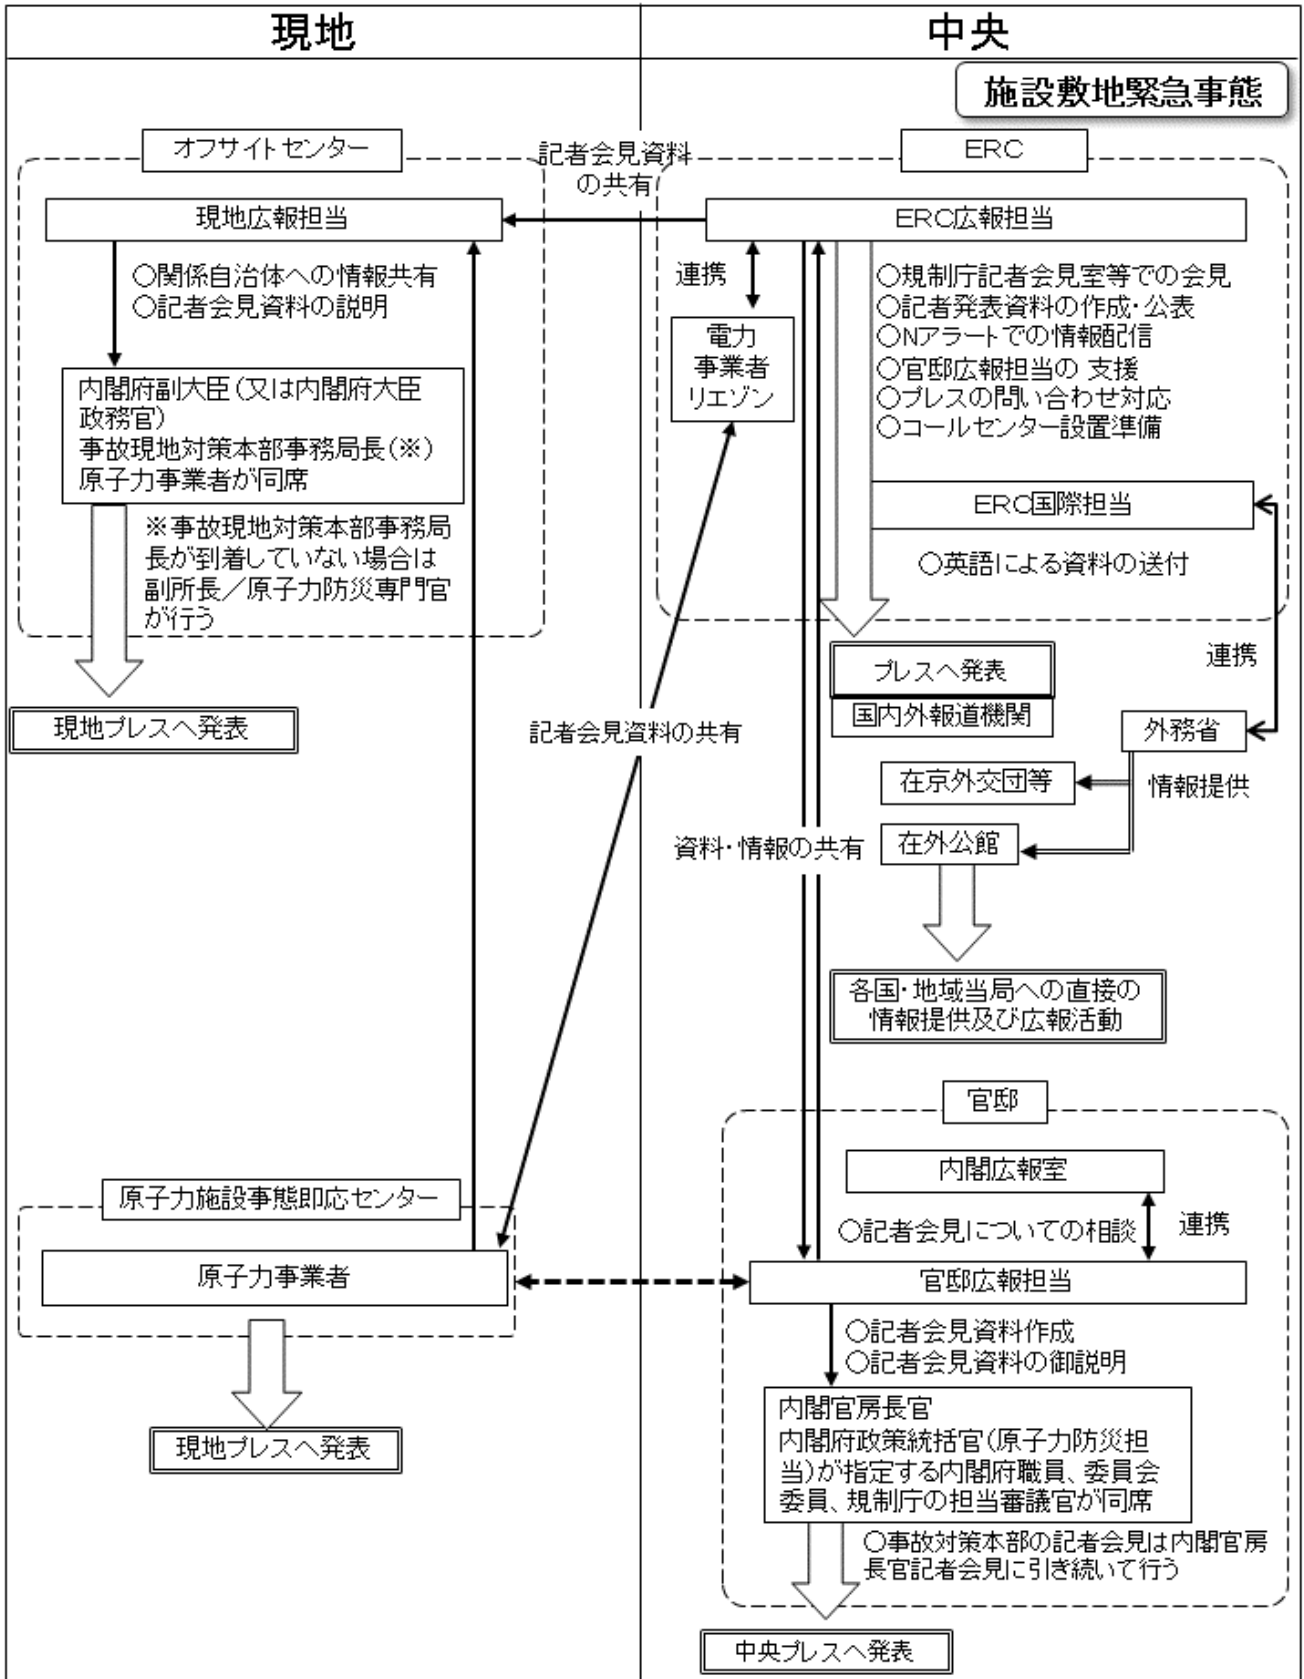 現地
中央
施設敷地緊急事態
オフサイトセンター
記者会見資料
の共有
ERC
現地広報担当
ERC広報担当
○関係自治体への情報共有
○記者会見資料の説明
連携
○規制庁記者会見室等での会見
○記者発表資料の作成・公表
○Nアラートでの情報配信
○官邸広報担当の 支援
○プレスの問い合わせ対応
○コールセンター設置準備
電力
事業者
リエゾン
内閣府副大臣(又は内閣府大臣
政務官)
事故現地対策本部事務局長(※)
原子力事業者が同席
ERC国際担当
※事故現地対策本部事務局
長が到着していない場合は
副所長/原子力防災専門官
が行う
○英語による資料の送付
連携
プレスへ発表
国内外報道機関
現地プレスへ発表
記者会見資料の共有
外務省
在京外交団等
情報提供
資料・情報の共有
在外公館
各国・地域当局への直接の
情報提供及び広報活動
官邸
内閣広報室
原子力施設事態即応センター
○記者会見についての相談
連携
原子力事業者
官邸広報担当
○記者会見資料作成
○記者会見資料の御説明
現地プレスへ発表
内閣官房長官
内閣府政策統括官(原子力防災担
当)が指定する内閣府職員、委員会
委員、規制庁の担当審議官が同席
○事故対策本部の記者会見は内閣官房
長官記者会見に引き続いて行う
中央プレスへ発表